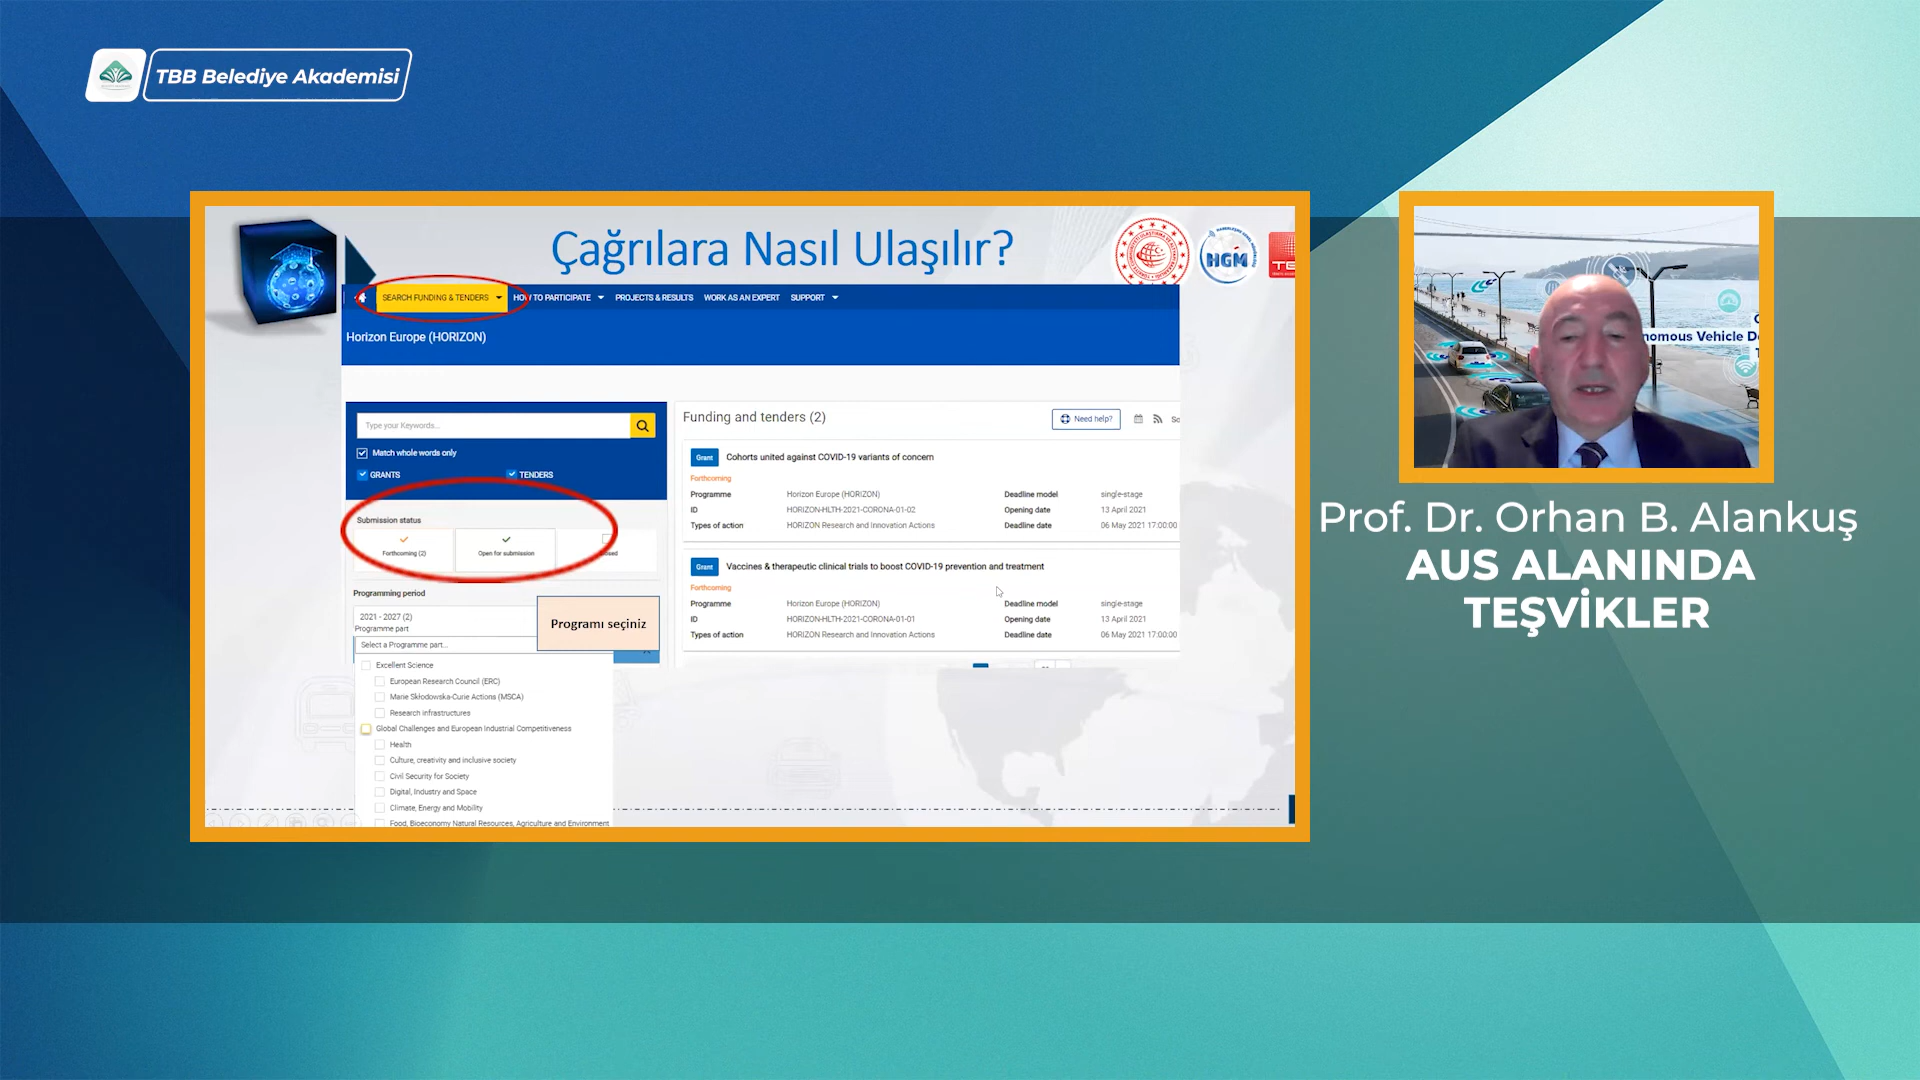 TBB Belediye Akademisi
Çağrılara Nasıl Ulaşılır?
HGM
SEARCH FUNDING & TENDERS
HOW TO PARTICIPATE
PROJECTS & RESULTS
WORK AS AN EXPERT
SUPPORT
Horizon Europe (HORIZON)
Type your Keywords...
Match whole words only
GRANTS
TENDERS
Submission status
Forthcoming (2)
Open for submission
Programming period
2021 - 2027 (2)
Programme part
Select a Programme part...
Programı seçiniz
Excellent Science
European Research Council (ERC)
Marie Skłodowska-Curie Actions (MSCA)
Research infrastructures
Global Challenges and European Industrial Competitiveness
Health
Culture, creativity and inclusive society
Civil Security for Society
Digital, Industry and Space
Climate, Energy and Mobility
Food, Bioeconomy Natural Resources, Agriculture and Environment
Funding and tenders (2)
Need help?
Grant Cohorts united against COVID-19 variants of concern
Forthcoming
Programme Horizon Europe (HORIZON) Deadline model single-stage
ID HORIZON-HLTH-2021-CORONA-01-02 Opening date 13 April 2021
Types of action HORIZON Research and Innovation Actions Deadline date 06 May 2021 17:00:00
Grant Vaccines & therapeutic clinical trials to boost COVID-19 prevention and treatment
Forthcoming
Programme Horizon Europe (HORIZON) Deadline model single-stage
ID HORIZON-HLTH-2021-CORONA-01-01 Opening date 13 April 2021
Types of action HORIZON Research and Innovation Actions Deadline date 06 May 2021 17:00:00
nomous Vehicle D
Prof. Dr. Orhan B. Alankuş
AUS ALANINDA
TEŞVİKLER